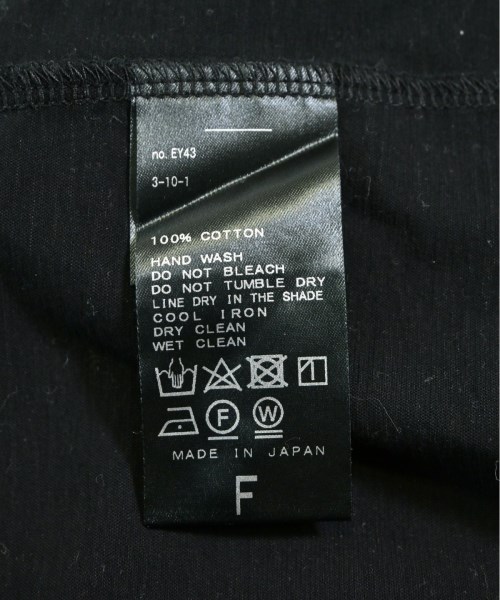 no. EY43
3-10-1
100% COTTON
HAND WASH
DO NOT BLEACH
DO NOT TUMBLE DRY
LINE DRY IN THE SHADE
COOL IRON
DRY CLEAN
WET CLEAN
F W
MADE IN JAPAN
F